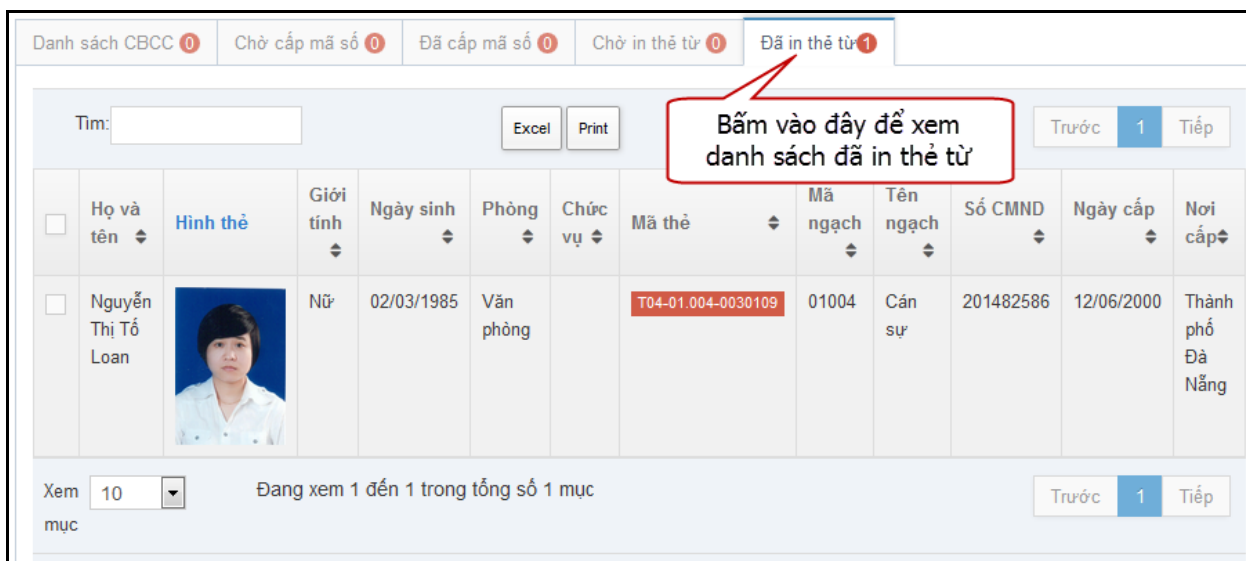 Danh sách CBCC 0 Chờ cấp mã số 0 Đã cấp mã số 0 Chờ in thẻ từ 0 Đã in thẻ từ 1
Bấm vào đây để xem
danh sách đã in thẻ từ
Tìm: Excel Print Trước 1 Tiếp
Họ và tên Hình thẻ Giới tính Ngày sinh Phòng Chức vụ Mã thẻ Mã ngạch Tên ngạch Số CMND Ngày cấp Nơi cấp
Nguyễn Nữ 02/03/1985 Văn T04-01.004-0030109 01004 Cán 201482586 12/06/2000 Thành
Thị Tố phòng sự phố
Loan Đà
Nẵng
Xem 10 Đang xem 1 đến 1 trong tổng số 1 mục Trước 1 Tiếp
mục